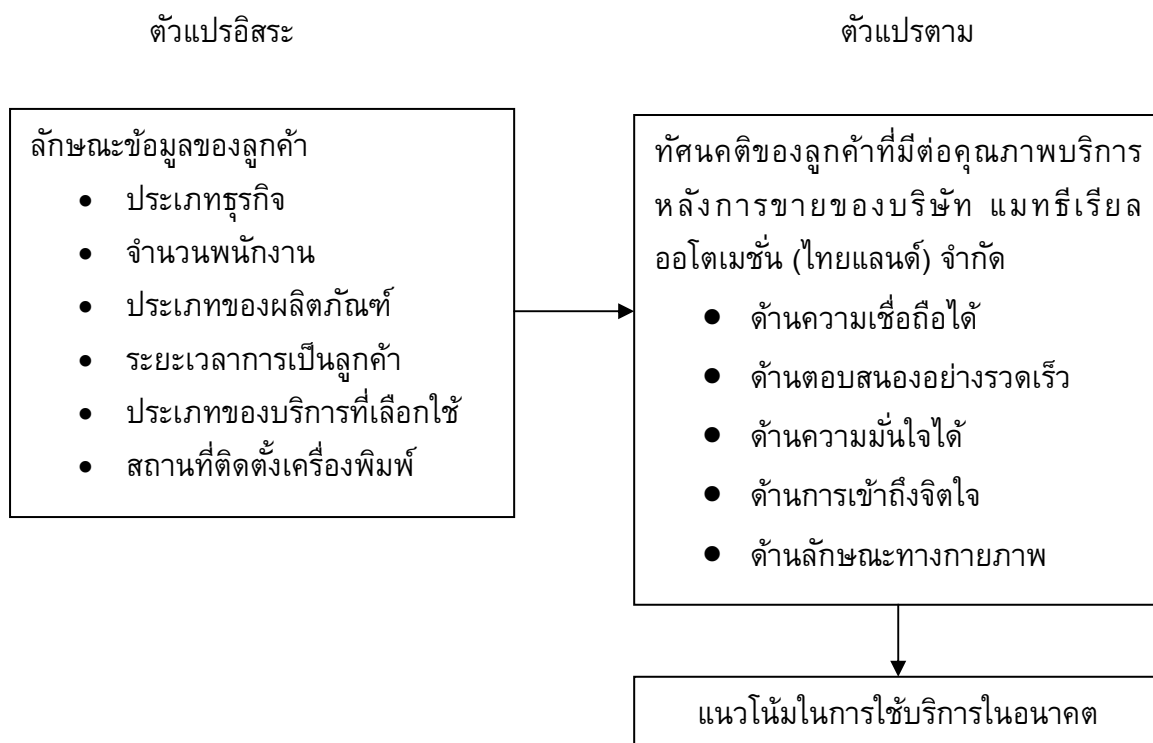 ตัวแปรอิสระ
ตัวแปรตาม
ลักษณะข้อมูลของลูกค้า
• ประเภทธุรกิจ
• จำนวนพนักงาน
• ประเภทของผลิตภัณฑ์
• ระยะเวลาการเป็นลูกค้า
• ประเภทของบริการที่เลือกใช้
• สถานที่ติดตั้งเครื่องพิมพ์
ทัศนคติของลูกค้าที่มีต่อคุณภาพบริการ
หลังการขายของบริษัท แมทธีเรียล
ออโตเมชั่น (ไทยแลนด์) จำกัด
● ด้านความเชื่อถือได้
● ด้านตอบสนองอย่างรวดเร็ว
● ด้านความมั่นใจได้
● ด้านการเข้าถึงจิตใจ
● ด้านลักษณะทางกายภาพ
แนวโน้มในการใช้บริการในอนาคต